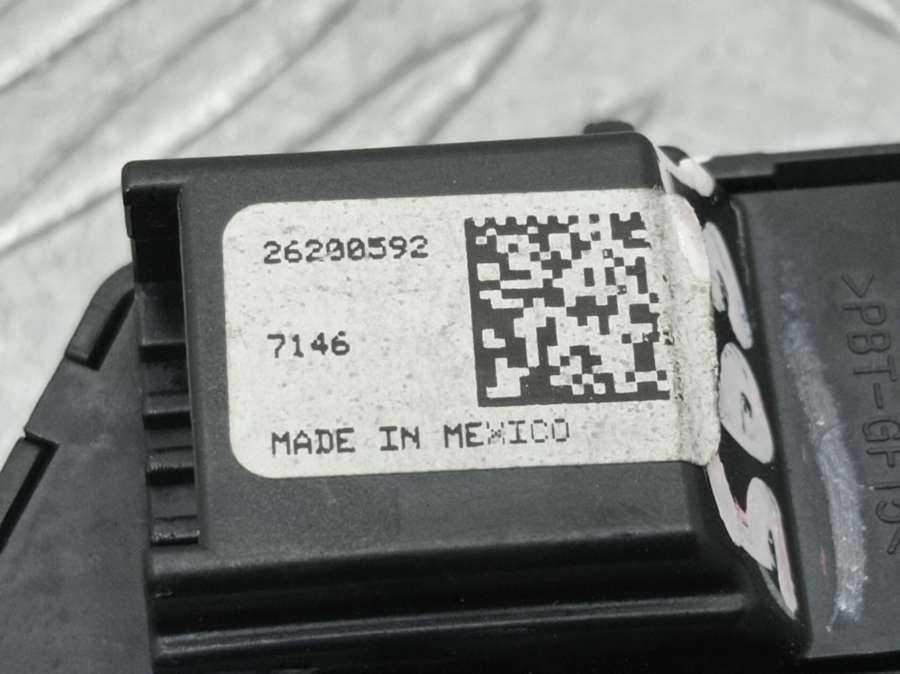 26200592
7146
MADE IN MEXICO
>PBT-GF15<